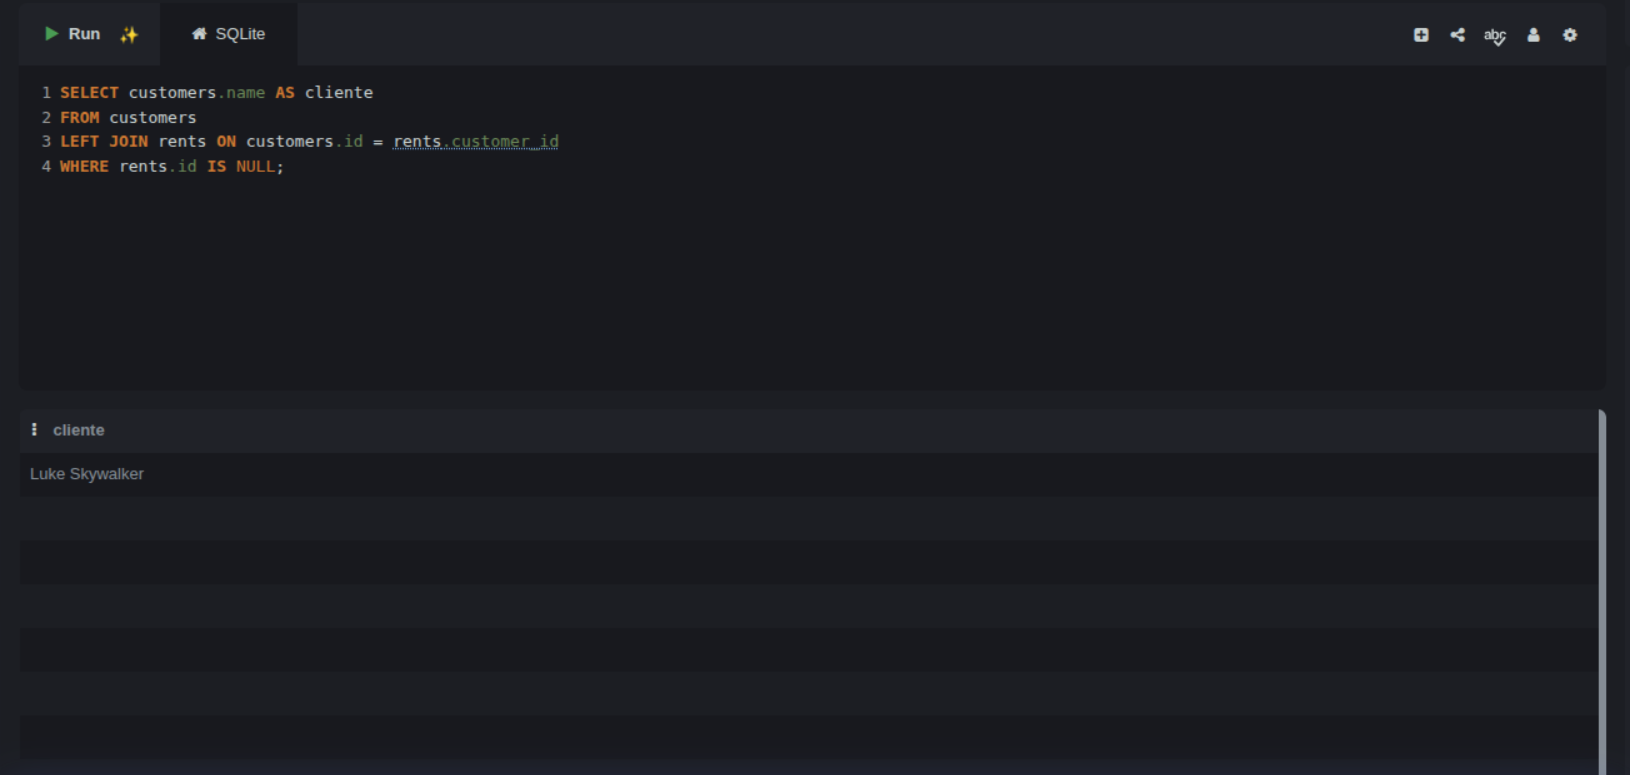 Run SQLite abc
1 SELECT customers.name AS cliente
2 FROM customers
3 LEFT JOIN rents ON customers.id = rents.customer_id
4 WHERE rents.id IS NULL;
cliente
Luke Skywalker